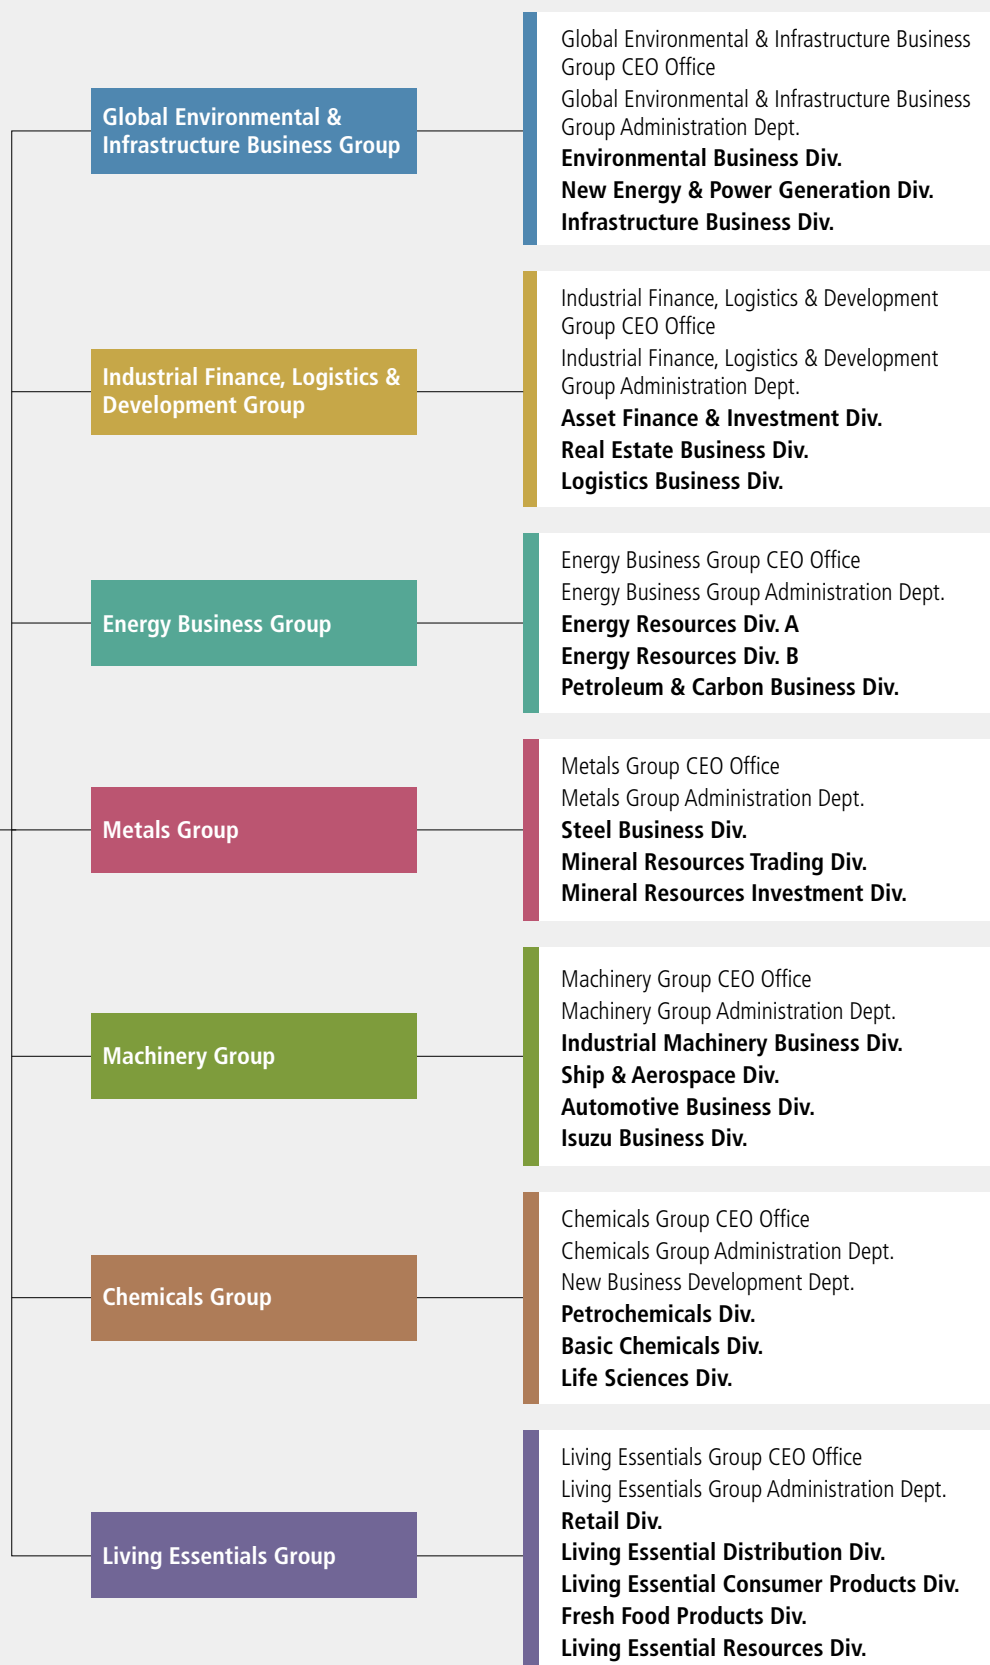 Global Environmental &
Infrastructure Business Group
Global Environmental & Infrastructure Business
Group CEO Office
Global Environmental & Infrastructure Business
Group Administration Dept.
Environmental Business Div.
New Energy & Power Generation Div.
Infrastructure Business Div.
Industrial Finance, Logistics &
Development Group
Industrial Finance, Logistics & Development
Group CEO Office
Industrial Finance, Logistics & Development
Group Administration Dept.
Asset Finance & Investment Div.
Real Estate Business Div.
Logistics Business Div.
Energy Business Group
Energy Business Group CEO Office
Energy Business Group Administration Dept.
Energy Resources Div. A
Energy Resources Div. B
Petroleum & Carbon Business Div.
Metals Group
Metals Group CEO Office
Metals Group Administration Dept.
Steel Business Div.
Mineral Resources Trading Div.
Mineral Resources Investment Div.
Machinery Group
Machinery Group CEO Office
Machinery Group Administration Dept.
Industrial Machinery Business Div.
Ship & Aerospace Div.
Automotive Business Div.
Isuzu Business Div.
Chemicals Group
Chemicals Group CEO Office
Chemicals Group Administration Dept.
New Business Development Dept.
Petrochemicals Div.
Basic Chemicals Div.
Life Sciences Div.
Living Essentials Group
Living Essentials Group CEO Office
Living Essentials Group Administration Dept.
Retail Div.
Living Essential Distribution Div.
Living Essential Consumer Products Div.
Fresh Food Products Div.
Living Essential Resources Div.